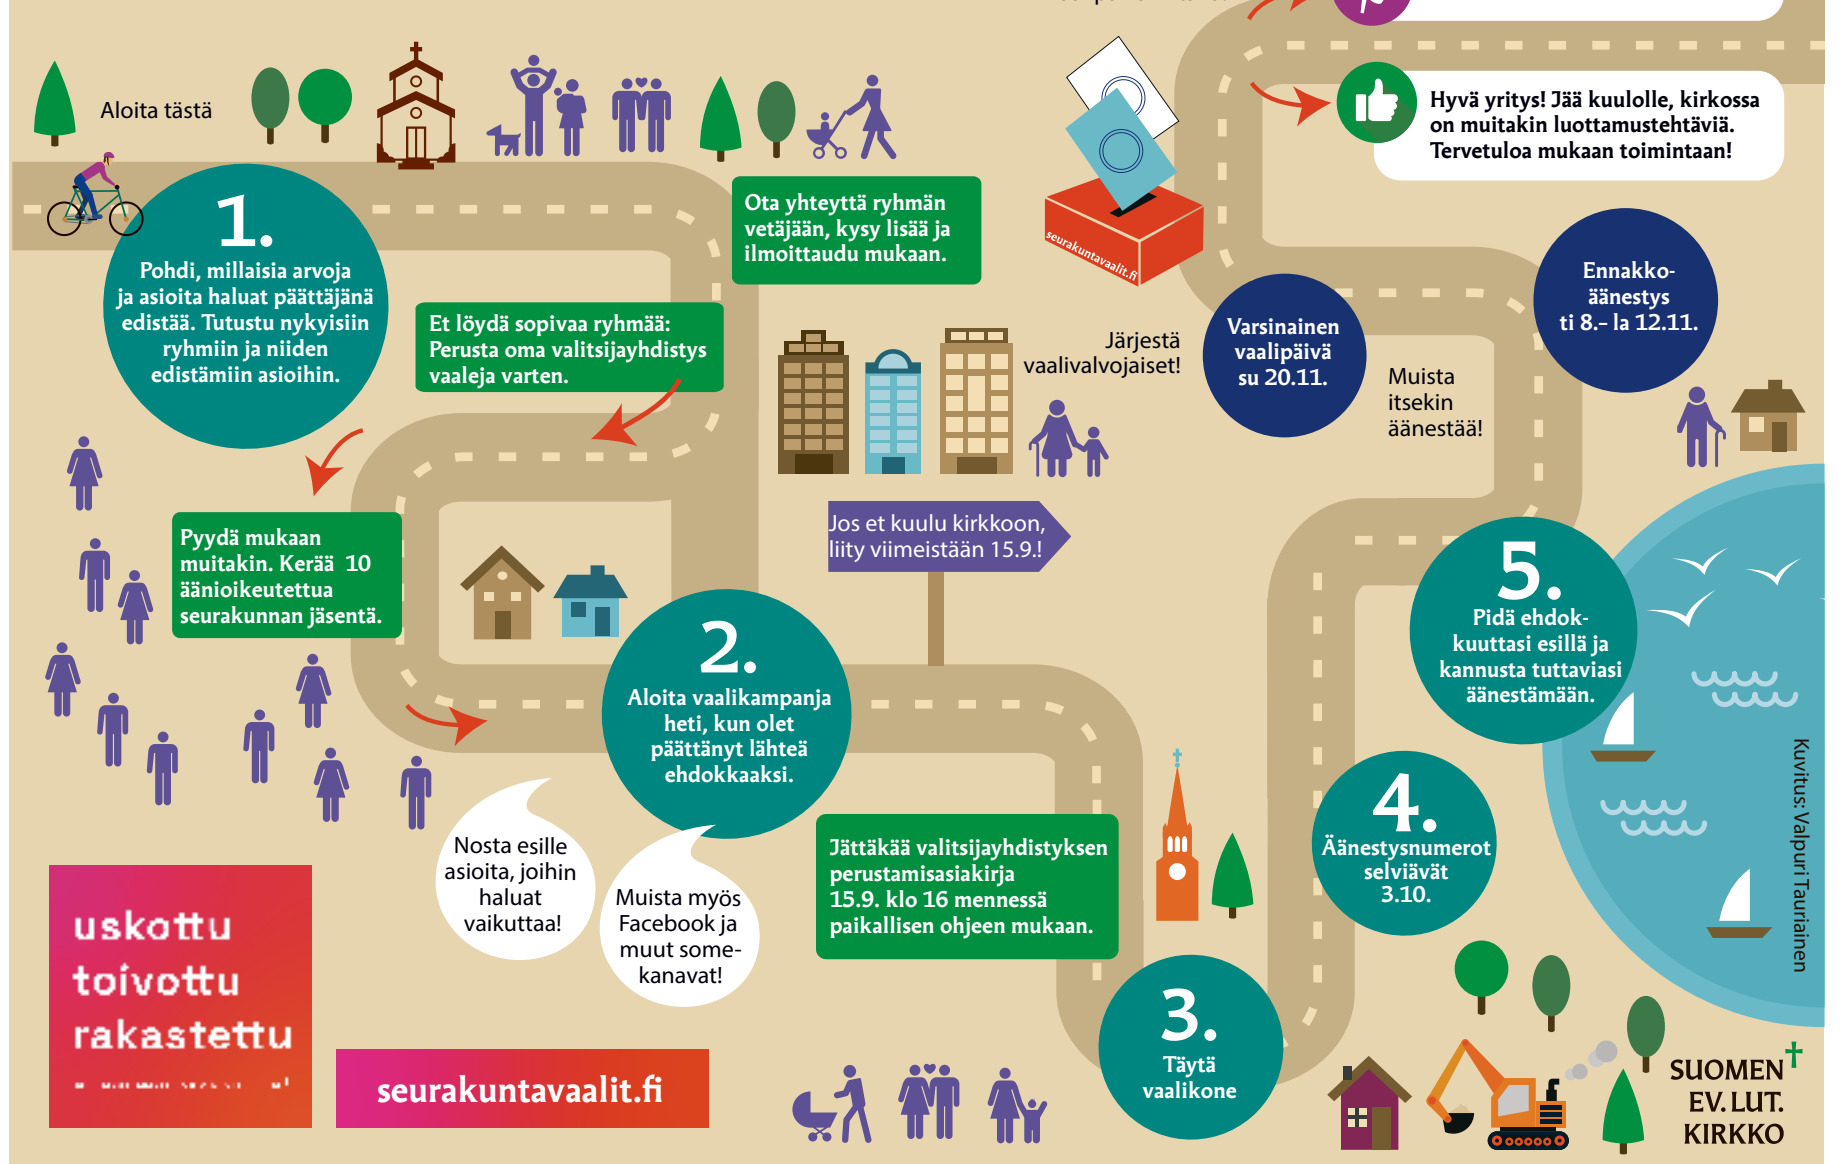 Aloita tästä
1.
Pohdi, millaisia arvoja
ja asioita haluat päättäjänä
edistää. Tutustu nykyisiin
ryhmiin ja niiden
edistämiin asioihin.
Ota yhteyttä ryhmän
vetäjään, kysy lisää ja
ilmoittaudu mukaan.
Et löydä sopivaa ryhmää:
Perusta oma valitsijayhdistys
vaaleja varten.
Pyydä mukaan
muitakin. Kerää 10
äänioikeutettua
seurakunnan jäsentä.
2.
Aloita vaalikampanja
heti, kun olet
päättänyt lähteä
ehdokkaaksi.
Nosta esille
asioita, joihin
haluat
vaikuttaa!
Muista myös
Facebook ja
muut some-
kanavat!
Jos et kuulu kirkkoon,
liity viimeistään 15.9.!
Jättäkää valitsijayhdistyksen
perustamisasiakirja
15.9. klo 16 mennessä
paikallisen ohjeen mukaan.
3.
Täytä
vaalikone
4.
Äänestysnumerot
selviävät
3.10.
5.
Pidä ehdok-
kuuttasi esillä ja
kannusta tuttaviasi
äänestämään.
Ennakko-
äänestys
ti 8.– la 12.11.
Muista
itsekin
äänestää!
Varsinainen
vaalipäivä
su 20.11.
Järjestä
vaalivalvojaiset!
seurakuntavaalit.fi
Hyvä yritys! Jää kuulolle, kirkossa
on muitakin luottamustehtäviä.
Tervetuloa mukaan toimintaan!
uskottu
toivottu
rakastettu
seurakuntavaalit.fi
Kuvitus: Valpuri Tauriainen
SUOMEN
EV. LUT.
KIRKKO